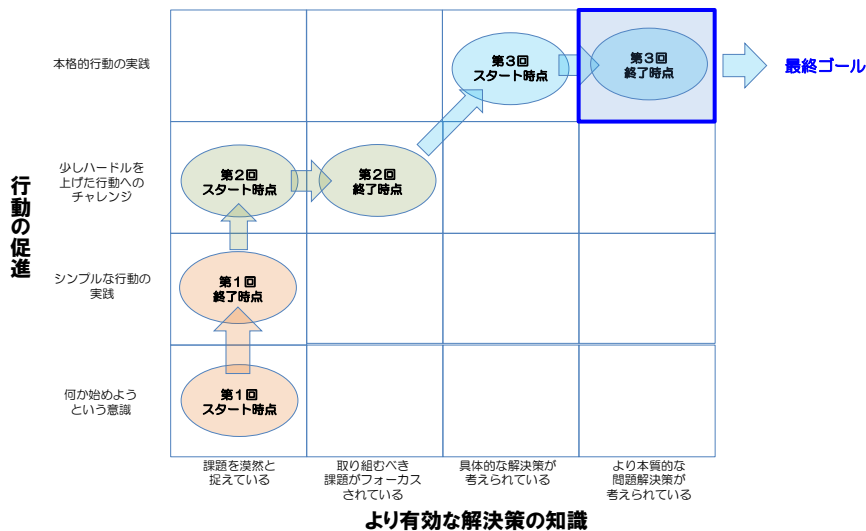 本格的行動の実践
第3回
スタート時点
第3回
終了時点
最終ゴール
少しハードルを
上げた行動への
チャレンジ
第2回
スタート時点
第2回
終了時点
行動の促進
シンプルな行動の
実践
第1回
終了時点
何か始めよう
という意識
第1回
スタート時点
課題を漠然と
捉えている
取り組むべき
課題がフォーカス
されている
具体的な解決策が
考えられている
より本質的な
問題解決策が
考えられている
より有効な解決策の知識